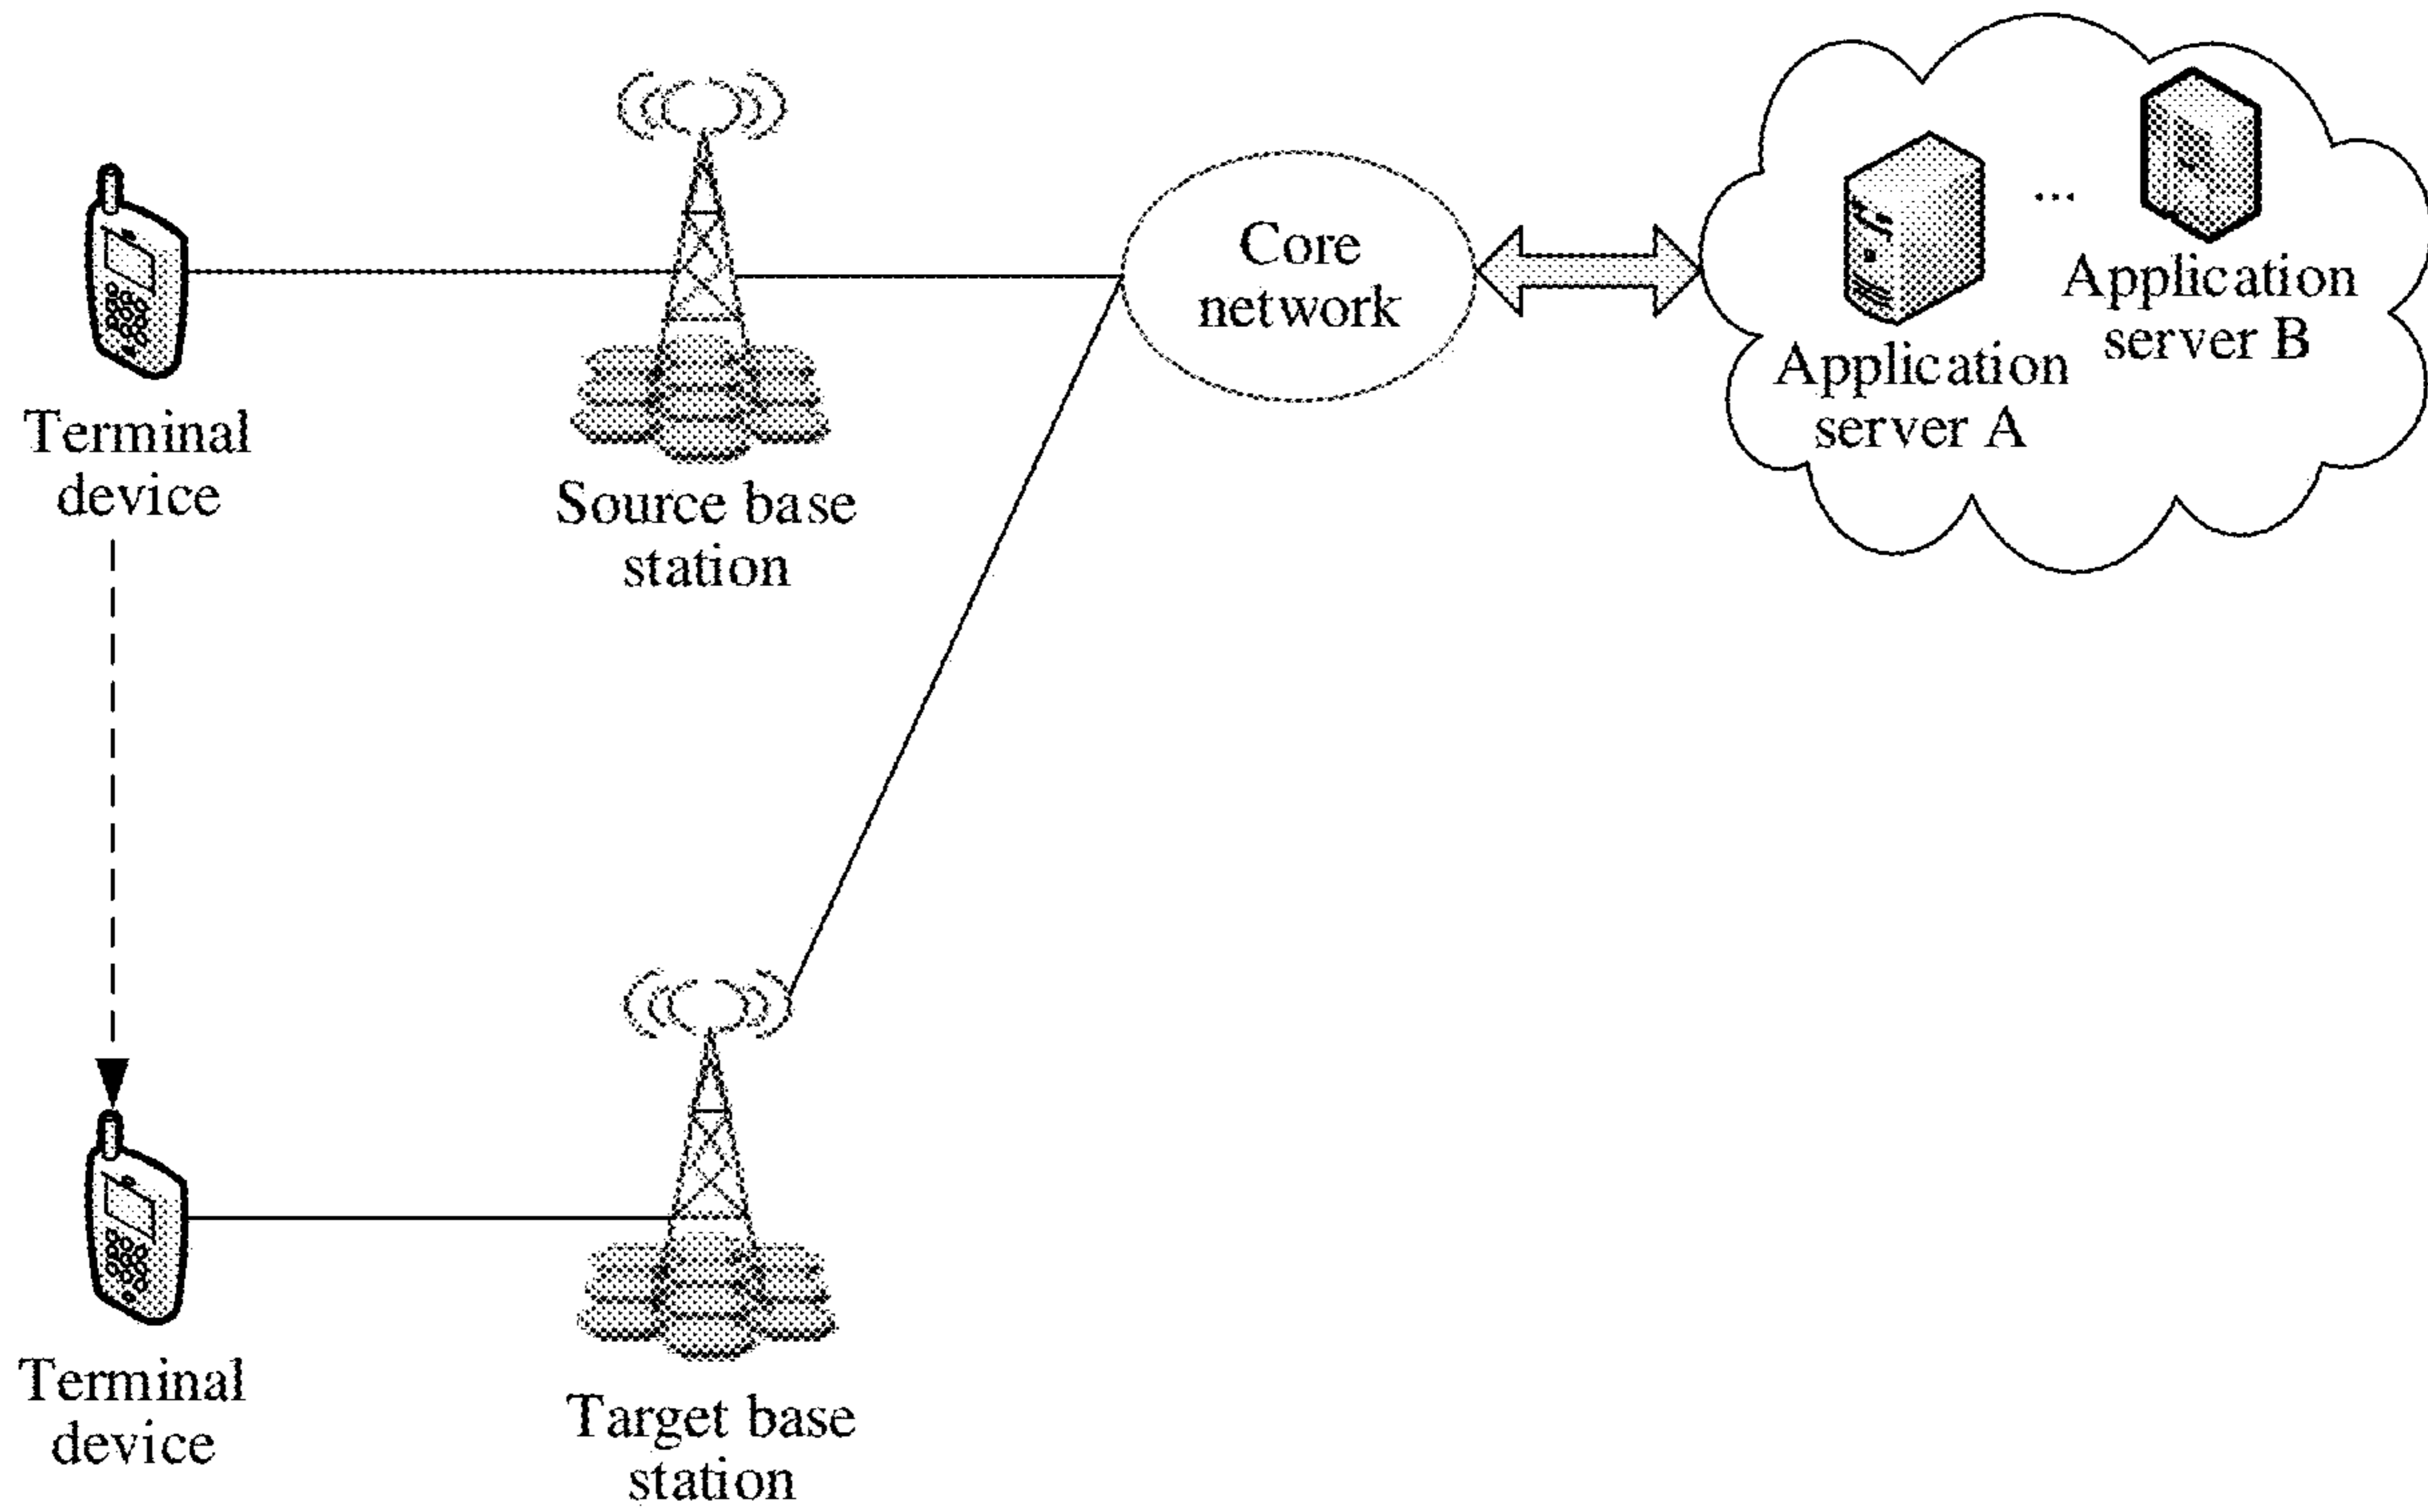 Terminal
device
Source base
station
Core
network
Application
server A
...
Application
server B
Terminal
device
Target base
station